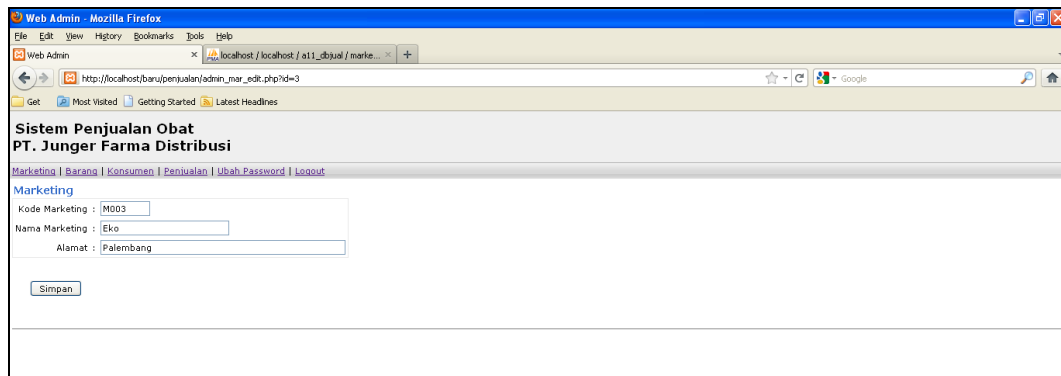 Web Admin - Mozilla Firefox
File Edit View History Bookmarks Tools Help
Web Admin × localhost / localhost / a11_dbjual / marke... × +
http://localhost/baru/penjualan/admin_mar_edit.php?id=3 Google
Get Most Visited Getting Started Latest Headlines
Sistem Penjualan Obat
PT. Junger Farma Distribusi
Marketing | Barang | Konsumen | Penjualan | Ubah Password | Logout
Marketing
Kode Marketing : M003
Nama Marketing : Eko
Alamat : Palembang
Simpan